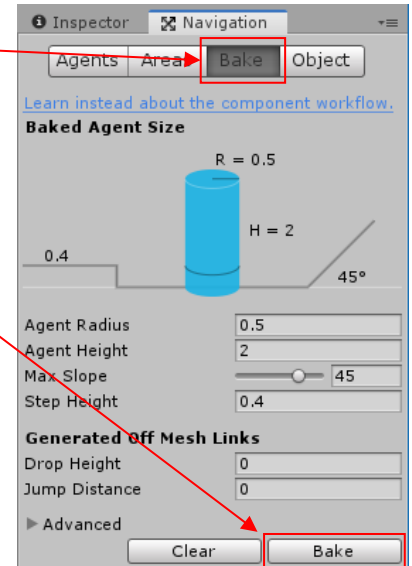 Inspector Navigation
Agents Areas Bake Object
Learn instead about the component workflow.
Baked Agent Size
R = 0.5
H = 2
0.4
45°
Agent Radius 0.5
Agent Height 2
Max Slope 45
Step Height 0.4
Generated Off Mesh Links
Drop Height 0
Jump Distance 0
Advanced
Clear Bake